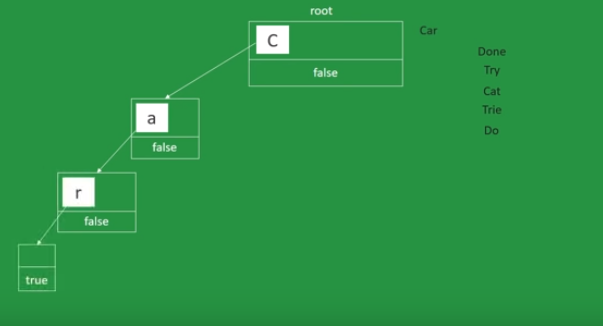 root
C
Car
false
Done
Try
Cat
Trie
Do
a
false
r
false
true